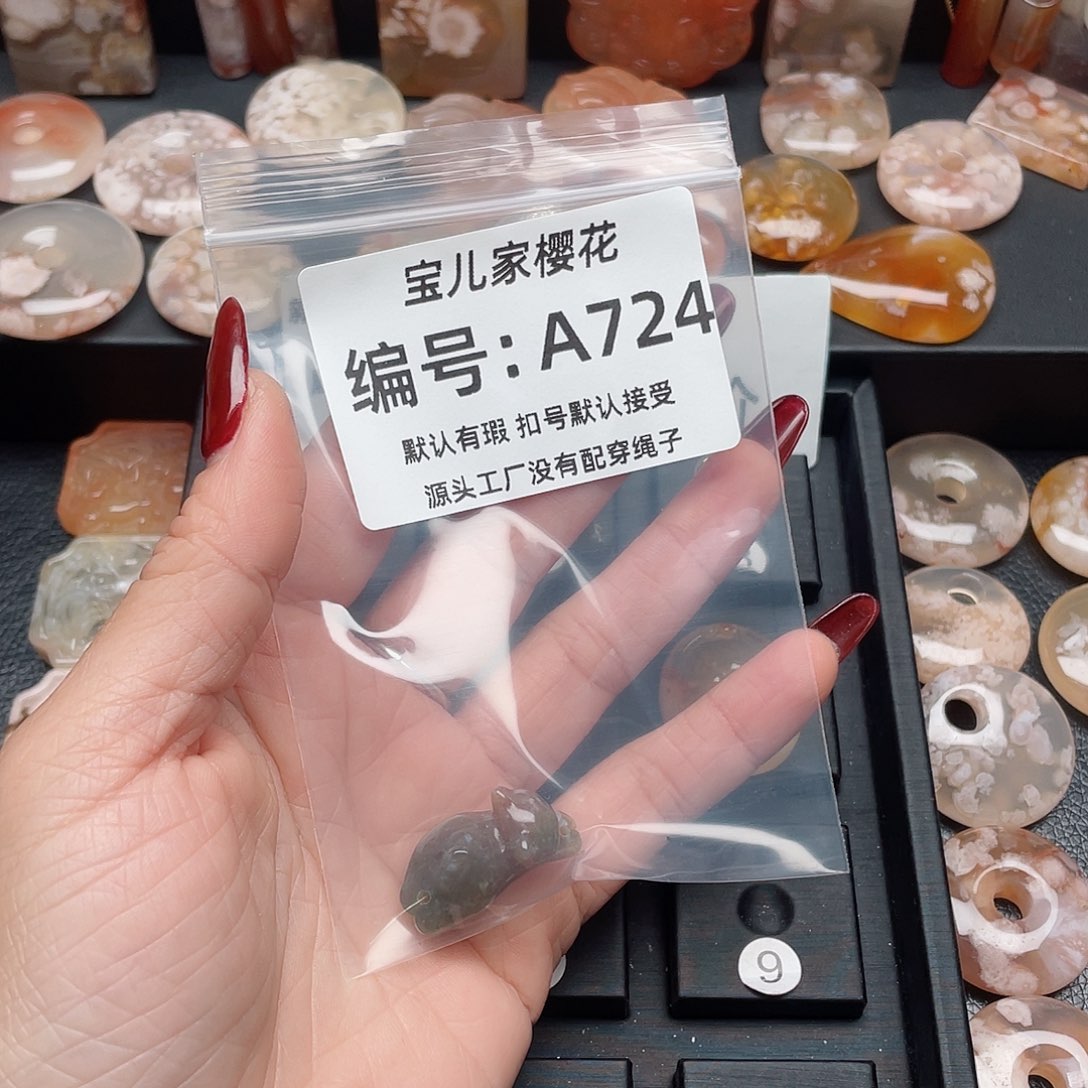 宝儿家樱花
编号：A724
默认有瑕 扣号默认接受
源头工厂没有配穿绳子
9